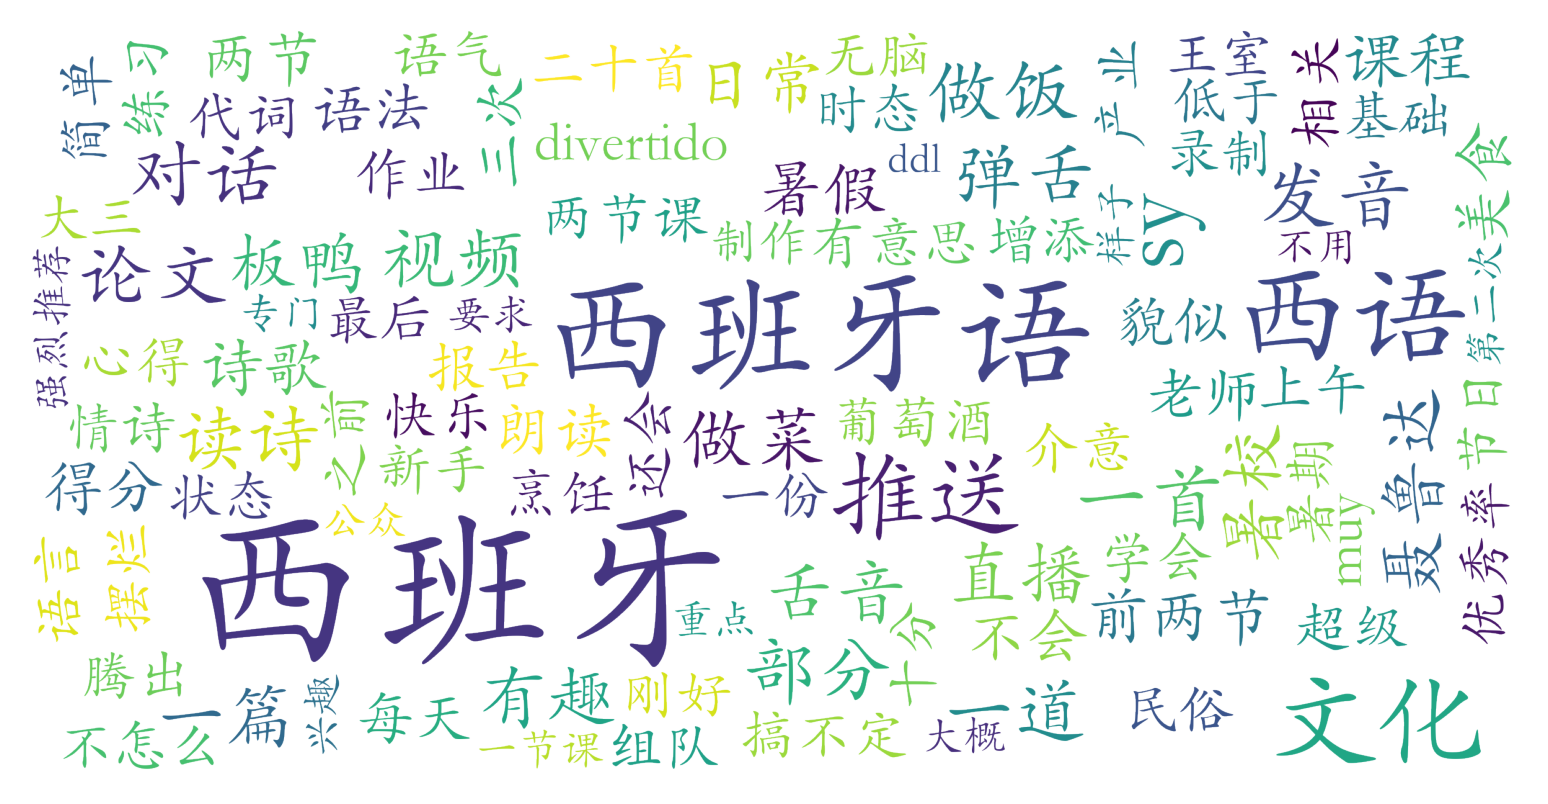 简单
练习
两节
语气
二十首
日常
无脑
做饭
产业
王室
相关
课程
代词
语法
三次
divertido
时态
低于
基础
对话
作业
ddl
弹舌
录制
美食
大三
两节课
暑假
样子
sy
发音
不用
强烈推荐
论文
板鸭
视频
制作
有意思
增添
第二次
专门
最后
要求
西班牙语
貌似
西语
心得
诗歌
报告
老师
上午
节日
情诗
读诗
之前
快乐
朗读
还会
做菜
葡萄酒
介意
聂鲁达
得分
状态
新手
烹饪
一份
推送
一首
暑校
暑期
muy
优秀率
公众
语言
摆烂
西班牙
重点
舌音
十分
直播
学会
不会
前两节
超级
腾出
一篇
兴趣
每天
有趣
刚好
部分
一道
民俗
文化
不怎么
一节课
组队
搞不定
大概